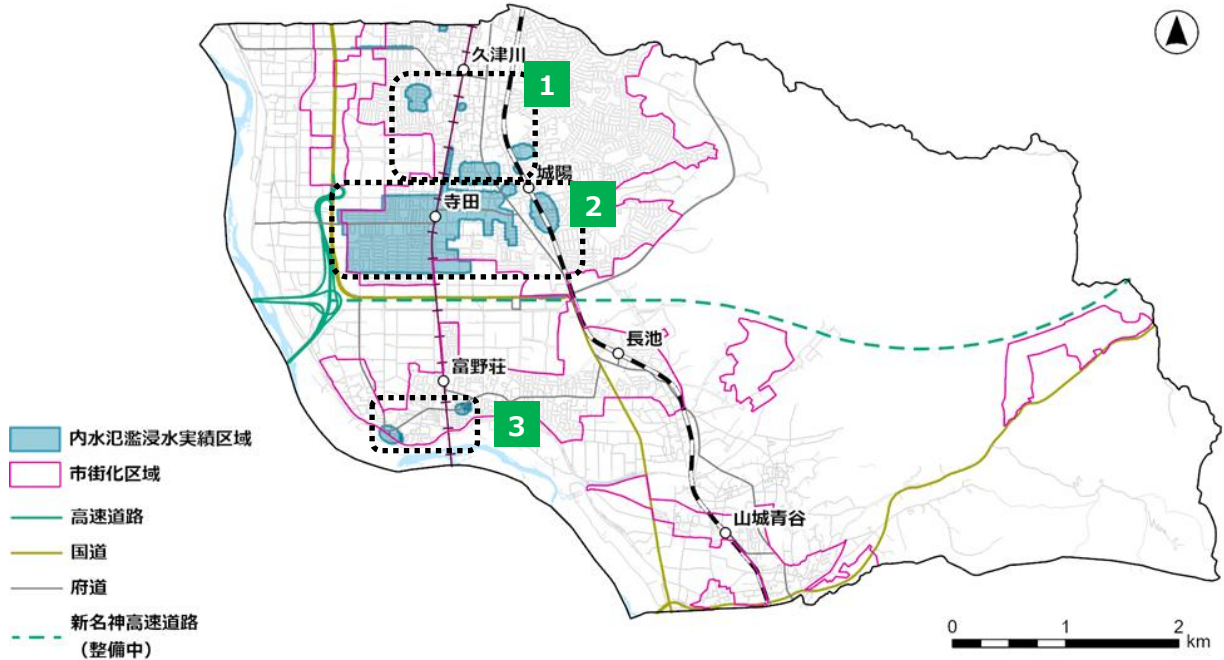 久津川
1
城陽
2
寺田
長池
富野荘
3
山城青谷
内水氾濫浸水実績区域
市街化区域
高速道路
国道
府道
新名神高速道路
（整備中）
0 1 2
km